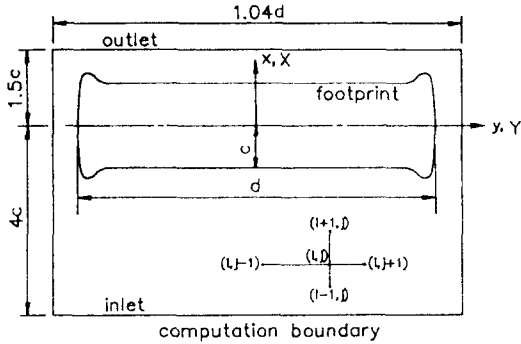 1.04d
outlet
x, X
1.5c
footprint
y, Y
c
d
4c
(i+1,j)
(i,j-1)
(i,j)
(i,j+1)
(i-1,j)
inlet
computation boundary